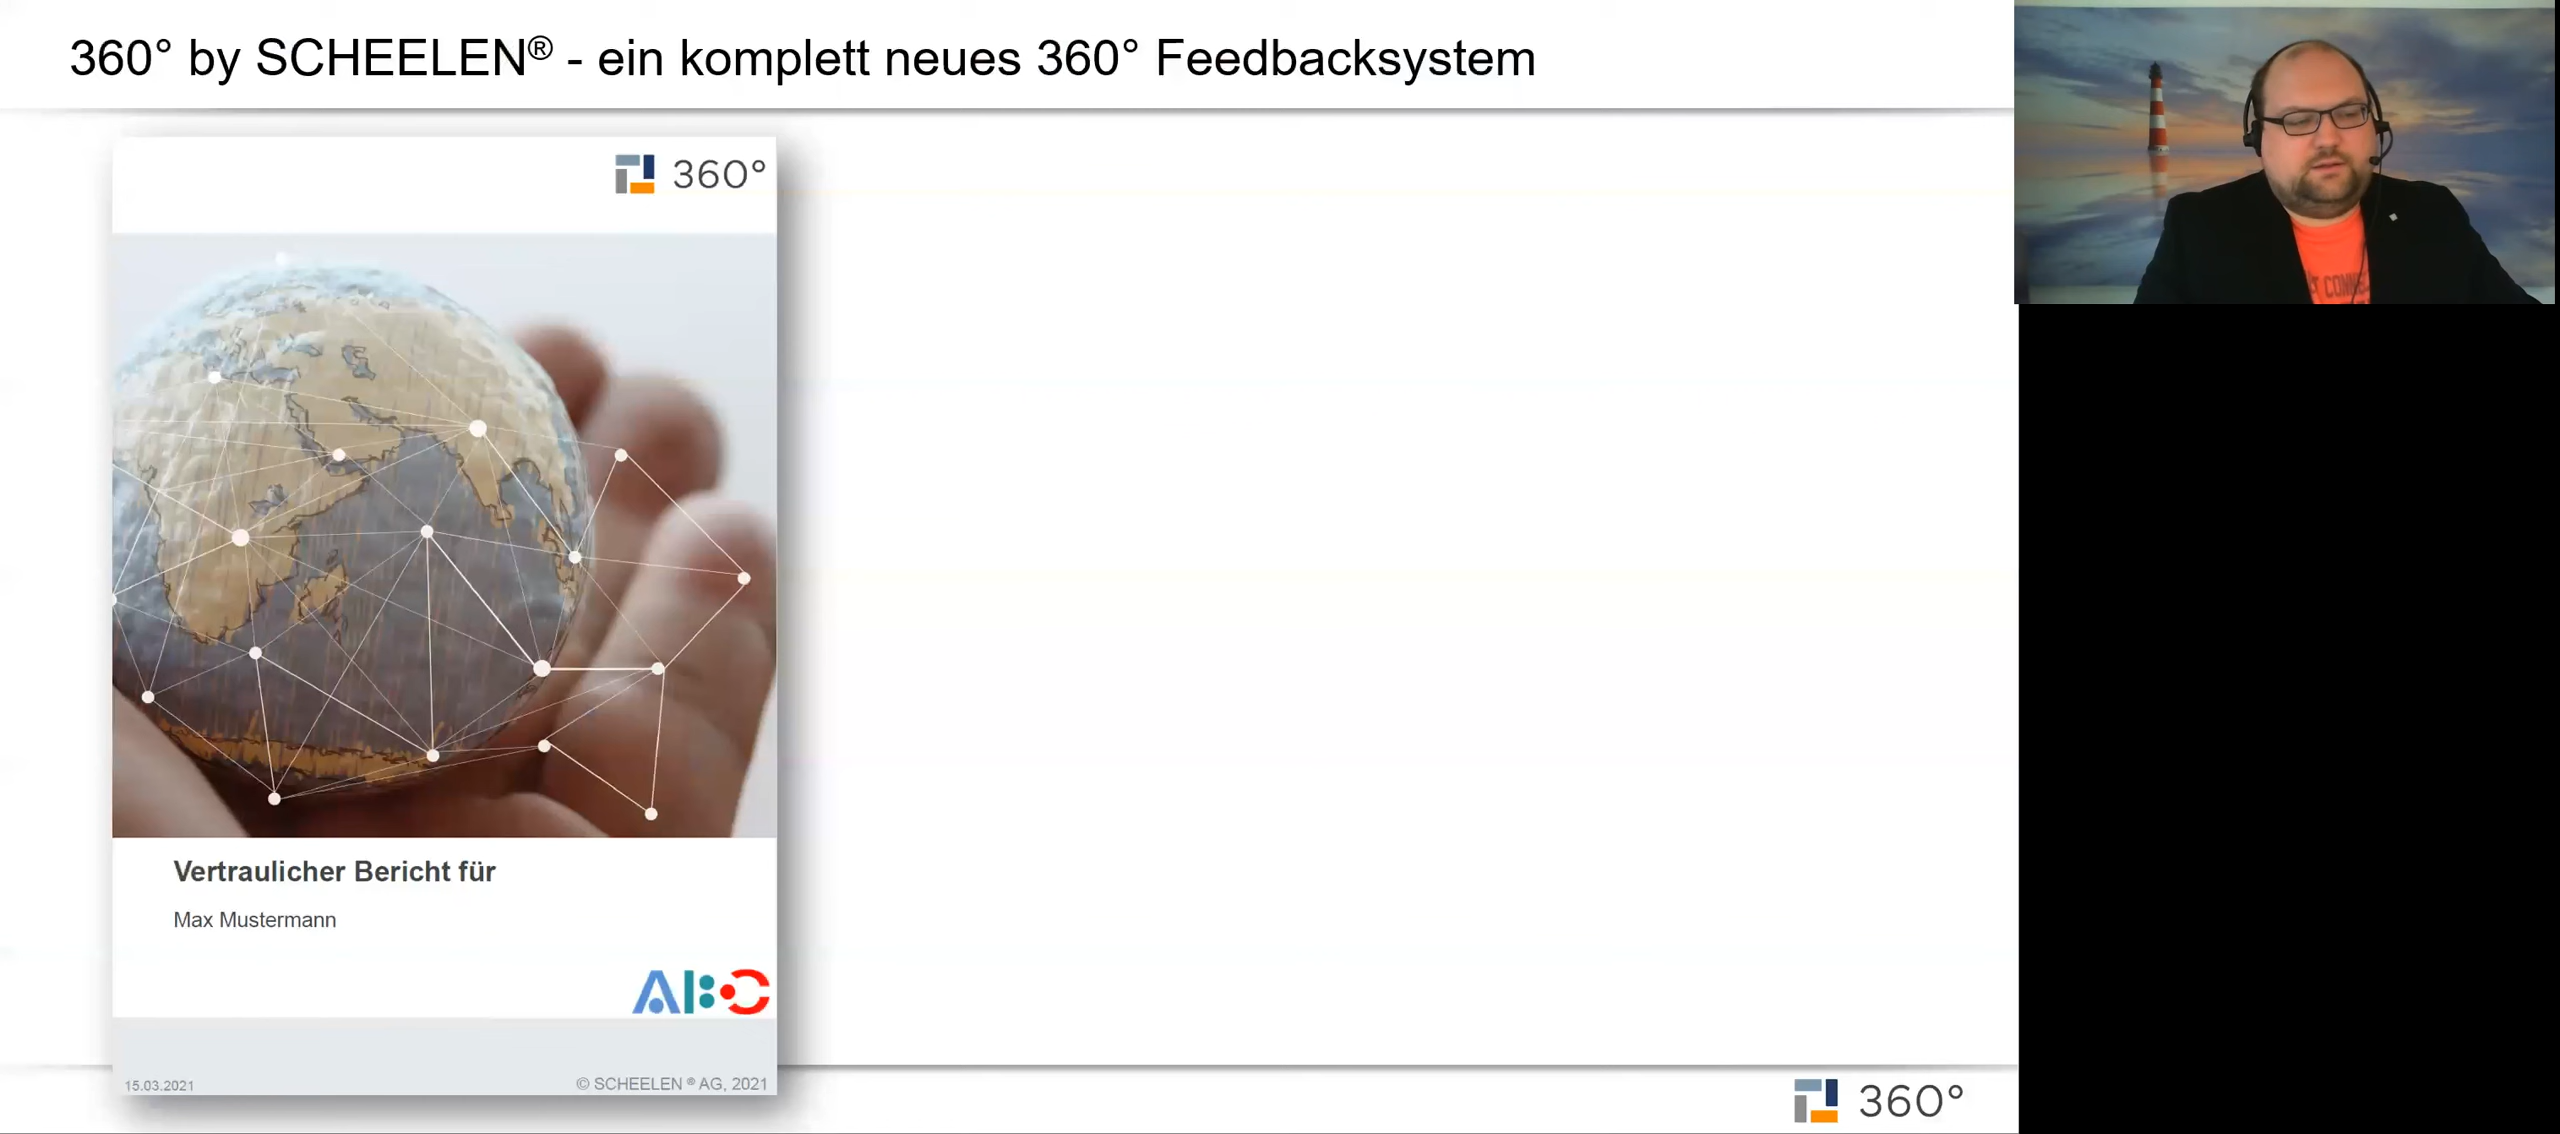 360° by SCHEELEN® - ein komplett neues 360° Feedbacksystem
360°
Vertraulicher Bericht für
Max Mustermann
ABC
15.03.2021
© SCHEELEN ® AG, 2021
360°